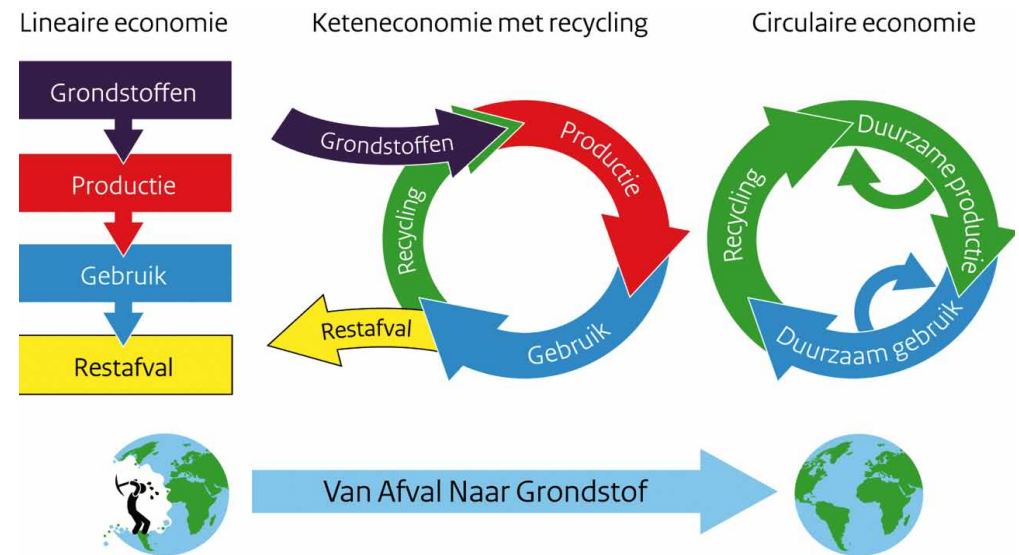 Lineaire economie
Keteneconomie met recycling
Circulaire economie
Grondstoffen
Productie
Gebruik
Restafval
Grondstoffen
Productie
Gebruik
Restafval
Recycling
Duurzame productie
Duurzaam gebruik
Recycling
Van Afval Naar Grondstof